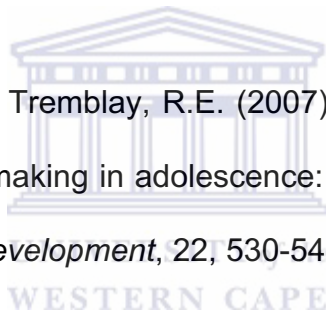 Tremblay, R.E. (2007)
making in adolescence:
evelopment, 22, 530-54
WESTERN CAPE